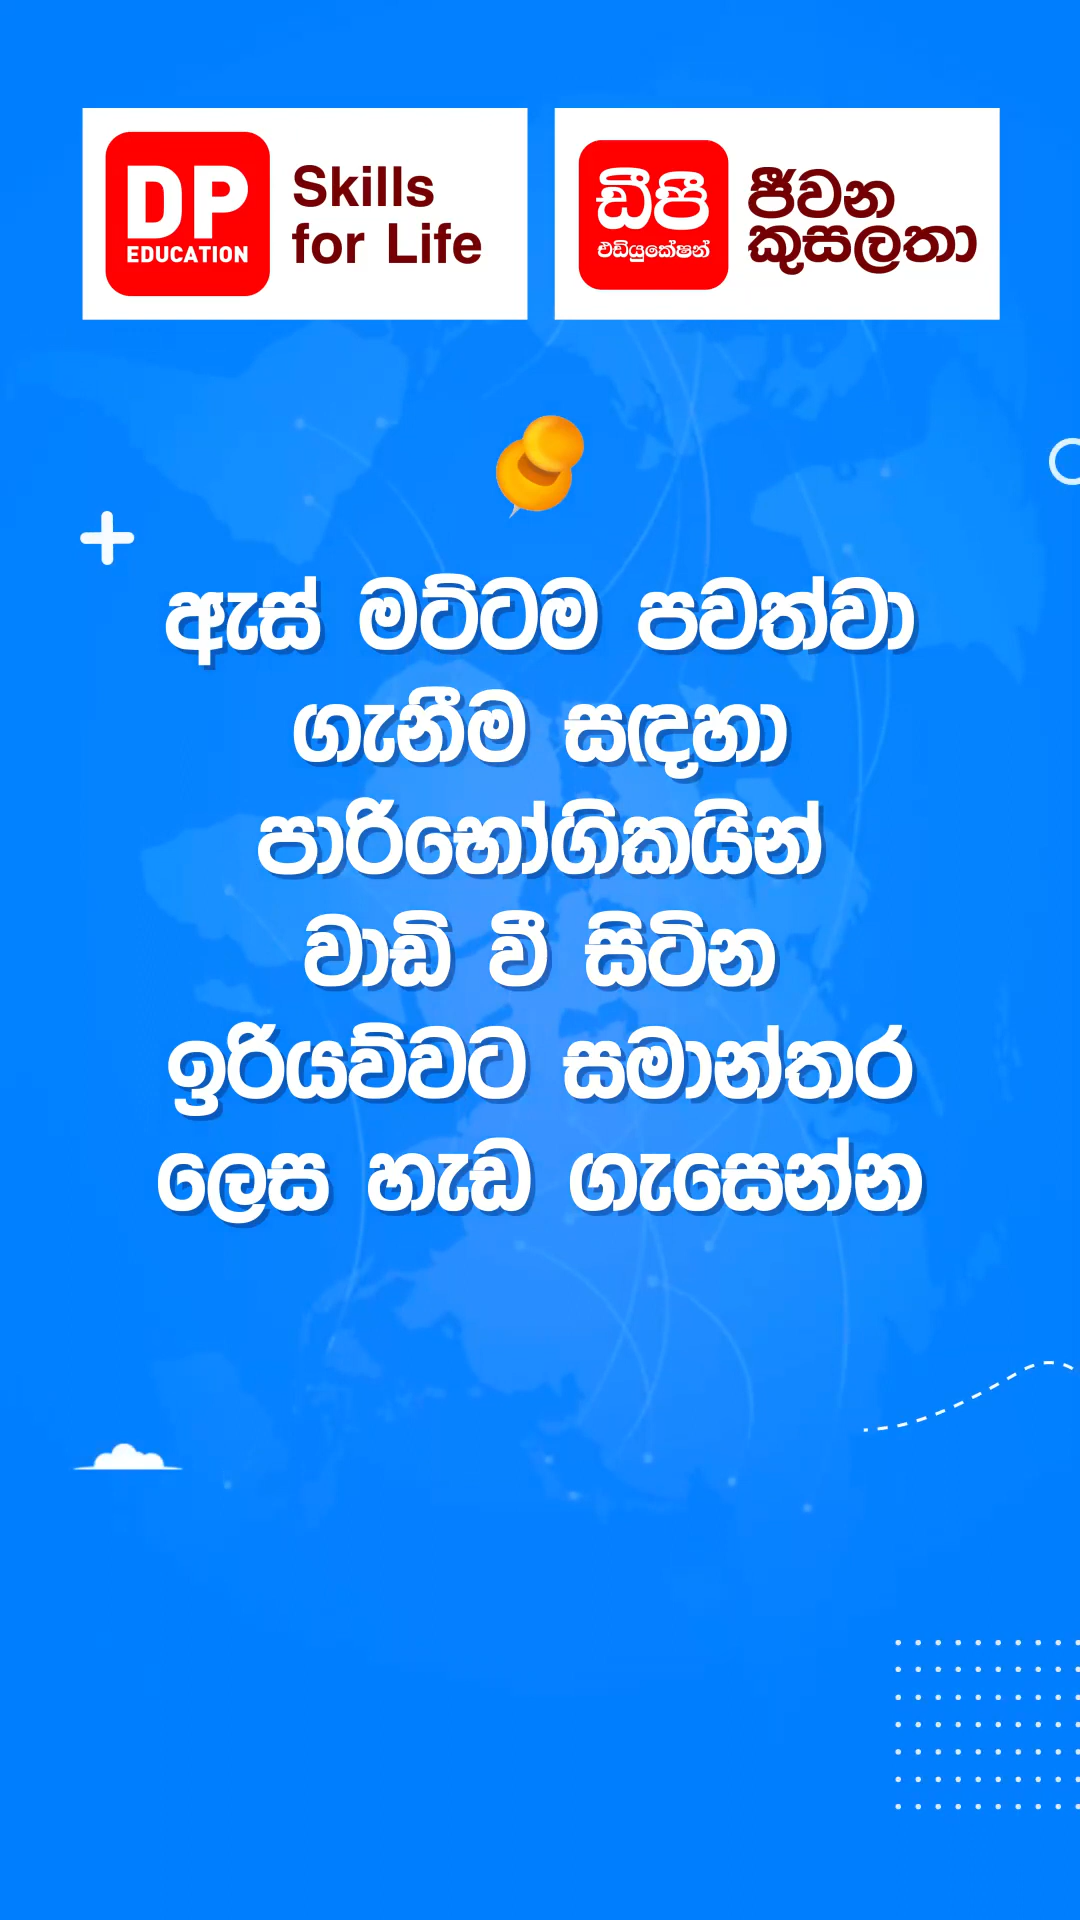 DP
EDUCATION
Skills
for Life
ඩීපී
එඩියුකේෂන්
ජීවන
කුසලතා
ඇස් මට්ටම පවත්වා
ගැනීම සඳහා
පාරිභෝගිකයින්
වාඩි වී සිටින
ඉරියව්වට සමාන්තර
ලෙස හැඩ ගැසෙන්න